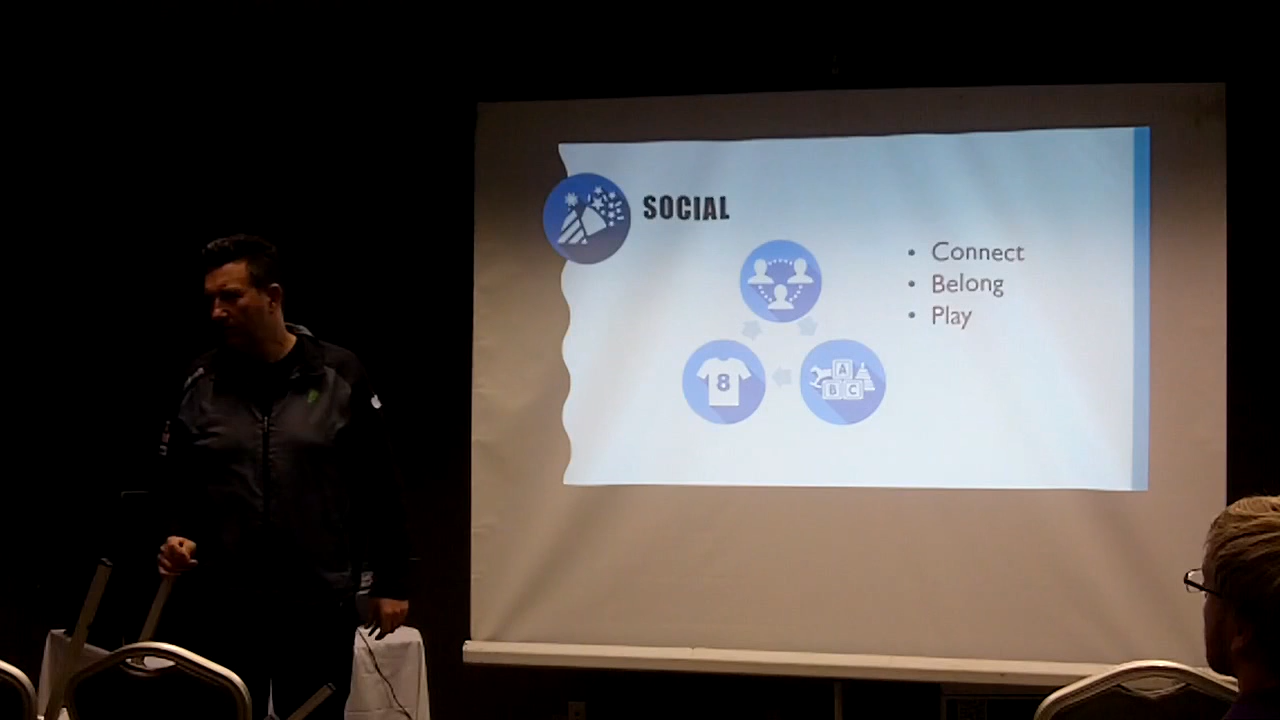 SOCIAL
• Connect
• Belong
• Play
8
A
B C